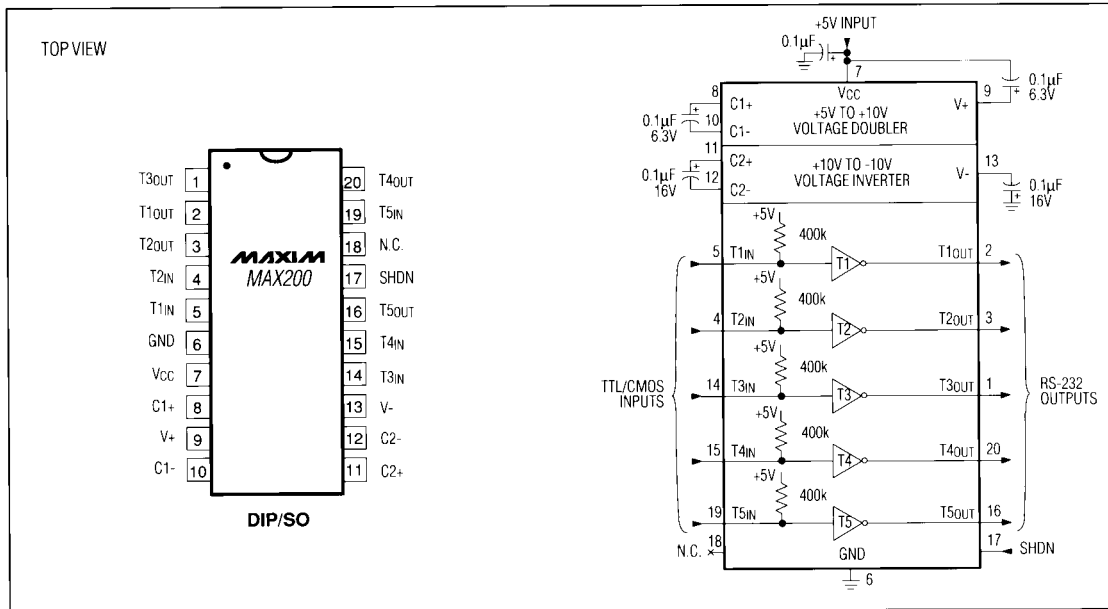 TOP VIEW
T3OUT 1
T1OUT 2
T2OUT 3
T2IN 4
T1IN 5
GND 6
VCC 7
C1+ 8
V+ 9
C1- 10
MAXIM
MAX200
20 T4OUT
19 T5IN
18 N.C.
17 SHDN
16 T5OUT
15 T4IN
14 T3IN
13 V-
12 C2-
11 C2+
DIP/SO
+5V INPUT
0.1µF
+
7
VCC
0.1µF
6.3V
+
9
V+
8
C1+
0.1µF
6.3V
+
10
C1-
+5V TO +10V
VOLTAGE DOUBLER
11
C2+
0.1µF
16V
+
12
C2-
+10V TO -10V
VOLTAGE INVERTER
13
V-
0.1µF
16V
+
+5V
400k
5 T1IN T1 T1OUT 2
+5V
400k
4 T2IN T2 T2OUT 3
+5V
400k
14 T3IN T3 T3OUT 1
+5V
400k
15 T4IN T4 T4OUT 20
+5V
400k
19 T5IN T5 T5OUT 16
TTL/CMOS
INPUTS
RS-232
OUTPUTS
N.C. 18
GND
17 SHDN
6